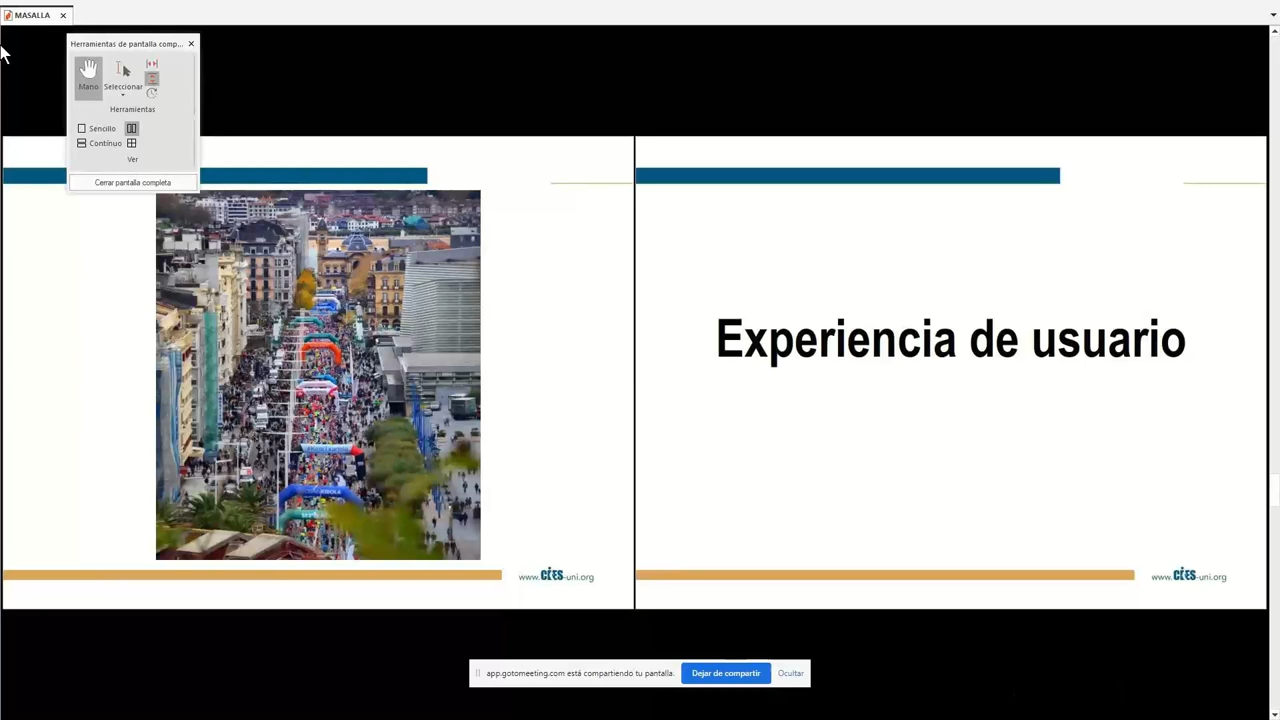 MASALLA
Herramientas de pantalla comp...
Mano
Seleccionar
Herramientas
Sencillo
Contínuo
Ver
Cerrar pantalla completa
Experiencia de usuario
www.CIES-uni.org
www.CIES-uni.org
app.gotomeeting.com está compartiendo tu pantalla.
Dejar de compartir
Ocultar